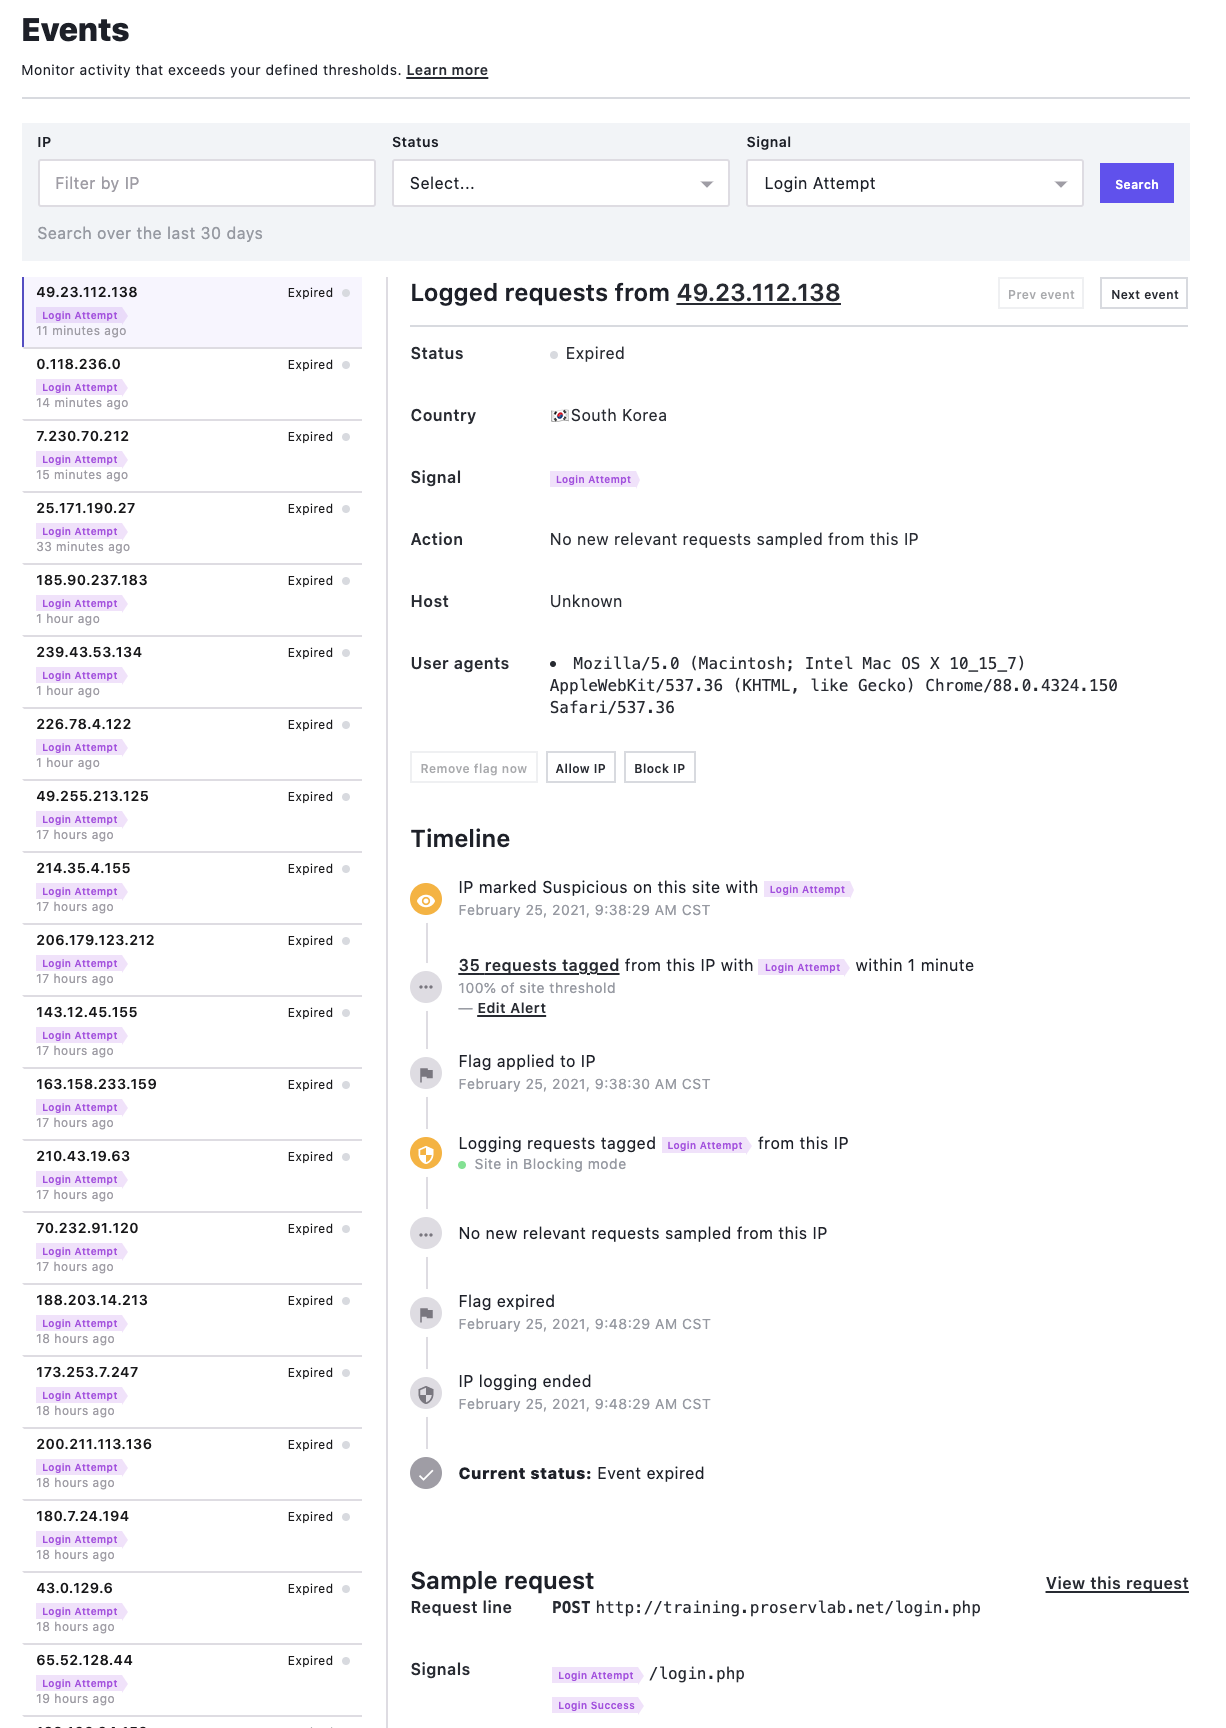 Events
Monitor activity that exceeds your defined thresholds. Learn more
IP
Status
Signal
Filter by IP
Select...
Login Attempt
Search
Search over the last 30 days
49.23.112.138 Expired
Login Attempt
11 minutes ago
0.118.236.0 Expired
Login Attempt
14 minutes ago
7.230.70.212 Expired
Login Attempt
15 minutes ago
25.171.190.27 Expired
Login Attempt
33 minutes ago
185.90.237.183 Expired
Login Attempt
1 hour ago
239.43.53.134 Expired
Login Attempt
1 hour ago
226.78.4.122 Expired
Login Attempt
1 hour ago
49.255.213.125 Expired
Login Attempt
17 hours ago
214.35.4.155 Expired
Login Attempt
17 hours ago
206.179.123.212 Expired
Login Attempt
17 hours ago
143.12.45.155 Expired
Login Attempt
17 hours ago
163.158.233.159 Expired
Login Attempt
17 hours ago
210.43.19.63 Expired
Login Attempt
17 hours ago
70.232.91.120 Expired
Login Attempt
17 hours ago
188.203.14.213 Expired
Login Attempt
18 hours ago
173.253.7.247 Expired
Login Attempt
18 hours ago
200.211.113.136 Expired
Login Attempt
18 hours ago
180.7.24.194 Expired
Login Attempt
18 hours ago
43.0.129.6 Expired
Login Attempt
18 hours ago
65.52.128.44 Expired
Login Attempt
19 hours ago
Logged requests from 49.23.112.138
Prev event
Next event
Status Expired
Country South Korea
Signal Login Attempt
Action No new relevant requests sampled from this IP
Host Unknown
User agents • Mozilla/5.0 (Macintosh; Intel Mac OS X 10_15_7)
AppleWebKit/537.36 (KHTML, like Gecko) Chrome/88.0.4324.150
Safari/537.36
Remove flag now
Allow IP
Block IP
Timeline
IP marked Suspicious on this site with Login Attempt
February 25, 2021, 9:38:29 AM CST
35 requests tagged from this IP with Login Attempt within 1 minute
100% of site threshold
— Edit Alert
Flag applied to IP
February 25, 2021, 9:38:30 AM CST
Logging requests tagged Login Attempt from this IP
Site in Blocking mode
No new relevant requests sampled from this IP
Flag expired
February 25, 2021, 9:48:29 AM CST
IP logging ended
February 25, 2021, 9:48:29 AM CST
Current status: Event expired
Sample request
View this request
Request line POST http://training.proservlab.net/login.php
Signals Login Attempt /login.php
Login Success